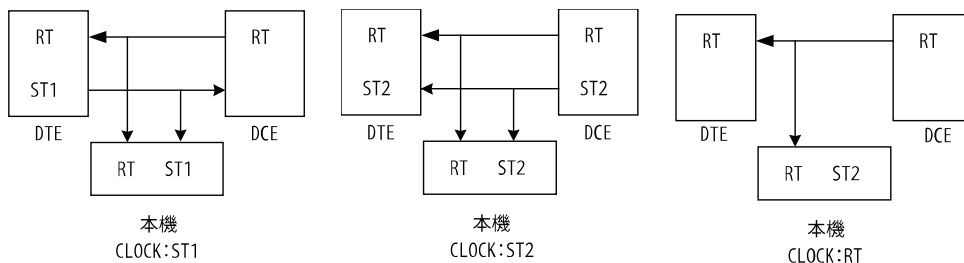 RT RT
ST1
DTE DCE
RT ST1
本機
CLOCK:ST1
RT RT
ST2 ST2
DTE DCE
RT ST2
本機
CLOCK:ST2
RT RT
DTE DCE
RT ST2
本機
CLOCK:RT